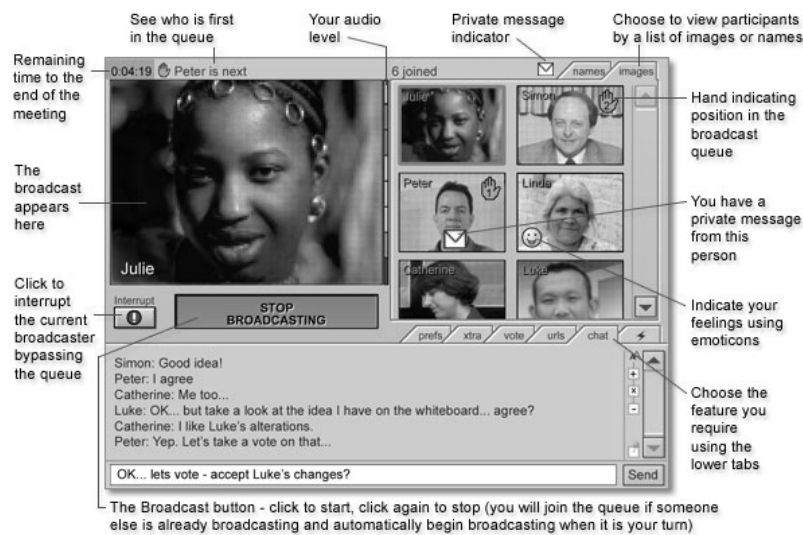 See who is first
in the queue
Your audio
level
Private message
indicator
Choose to view participants
by a list of images or names
Remaining
time to the
end of the
meeting
0:04:19 Peter is next
6 joined
names
images
Julie
Simon
2
Hand indicating
position in the
broadcast
queue
The
broadcast
appears
here
Peter
1
Linda
You have a
private message
from this
person
Julie
Catherine
Luke
Click to
interrupt
the current
broadcaster
bypassing
the queue
Interrupt
STOP
BROADCASTING
Indicate your
feelings using
emoticons
prefs
xtra
vote
urls
chat
Simon: Good idea!
Peter: I agree
Catherine: Me too...
Luke: OK... but take a look at the idea I have on the whiteboard... agree?
Catherine: I like Luke's alterations.
Peter: Yep. Let's take a vote on that...
Choose the
feature you
require
using the
lower tabs
OK... lets vote - accept Luke's changes?
Send
The Broadcast button - click to start, click again to stop (you will join the queue if someone
else is already broadcasting and automatically begin broadcasting when it is your turn)